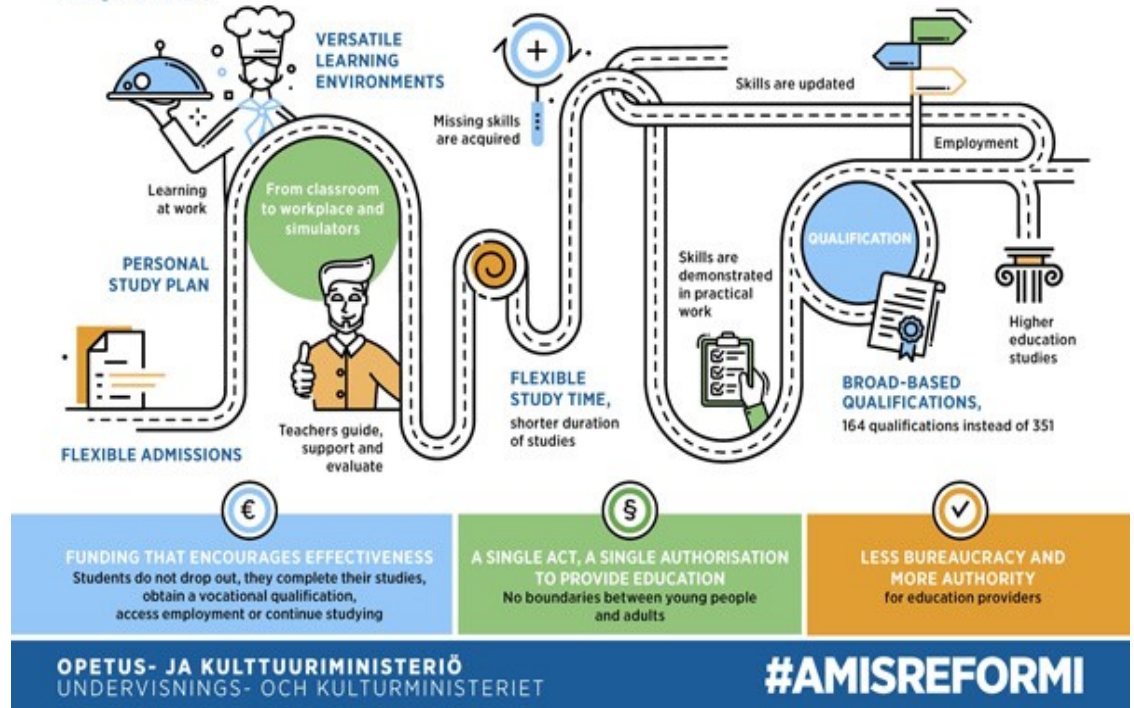 VERSATILE
LEARNING
ENVIRONMENTS
Learning
at work
From classroom
to workplace and
simulators
PERSONAL
STUDY PLAN
FLEXIBLE ADMISSIONS
Teachers guide,
support and
evaluate
Missing skills
are acquired
FLEXIBLE
STUDY TIME,
shorter duration
of studies
Skills are updated
Employment
Skills are
demonstrated
in practical
work
QUALIFICATION
Higher
education
studies
BROAD-BASED
QUALIFICATIONS,
164 qualifications instead of 351
€
FUNDING THAT ENCOURAGES EFFECTIVENESS
Students do not drop out, they complete their studies,
obtain a vocational qualification,
access employment or continue studying
§
A SINGLE ACT, A SINGLE AUTHORISATION
TO PROVIDE EDUCATION
No boundaries between young people
and adults
LESS BUREAUCRACY AND
MORE AUTHORITY
for education providers
OPETUS- JA KULTTUURIMINISTERIÖ
UNDERVISNINGS- OCH KULTURMINISTERIET
#AMISREFORMI